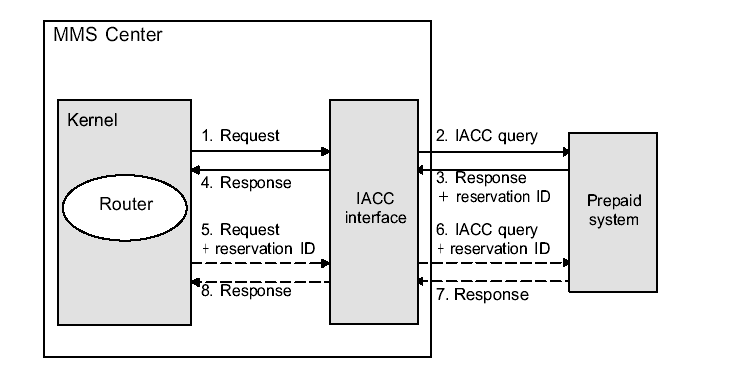 MMS Center
Kernel
Router
1. Request
4. Response
5. Request
+ reservation ID
8. Response
IACC
interface
2. IACC query
3. Response
+ reservation ID
6. IACC query
+ reservation ID
7. Response
Prepaid
system